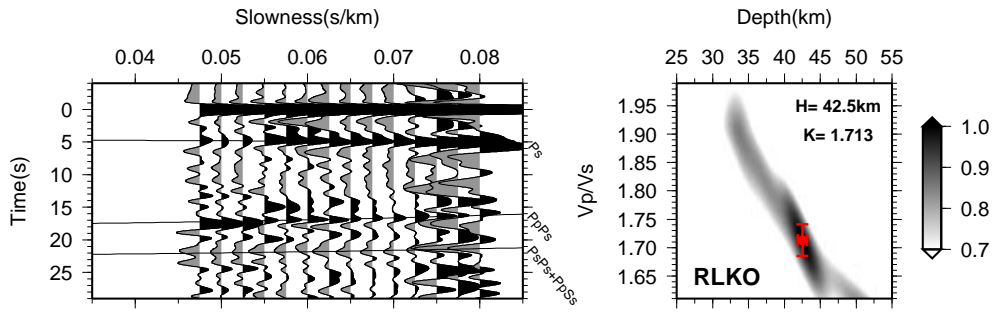 Slowness(s/km)
0.04 0.05 0.06 0.07 0.08
Time(s)
0
5
10
15
20
25
Ps
PpPs
PsPs+PpSs
Depth(km)
25 30 35 40 45 50 55
Vp/Vs
1.95
1.90
1.85
1.80
1.75
1.70
1.65
H= 42.5km
K= 1.713
RLKO
1.0
0.9
0.8
0.7